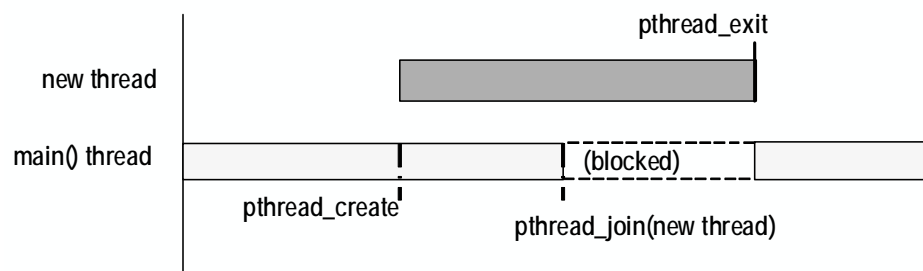 pthread_exit
new thread
main() thread
(blocked)
pthread_create
pthread_join(new thread)